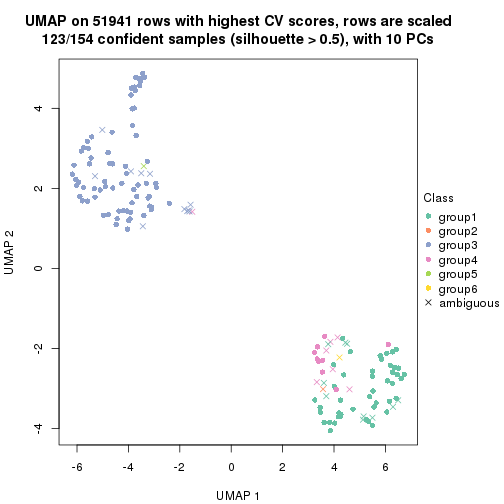 UMAP on 51941 rows with highest CV scores, rows are scaled
123/154 confident samples (silhouette > 0.5), with 10 PCs
4
2
0
-2
-4
UMAP 2
-6
-4
-2
0
2
4
6
UMAP 1
Class
group1
group2
group3
group4
group5
group6
ambiguous